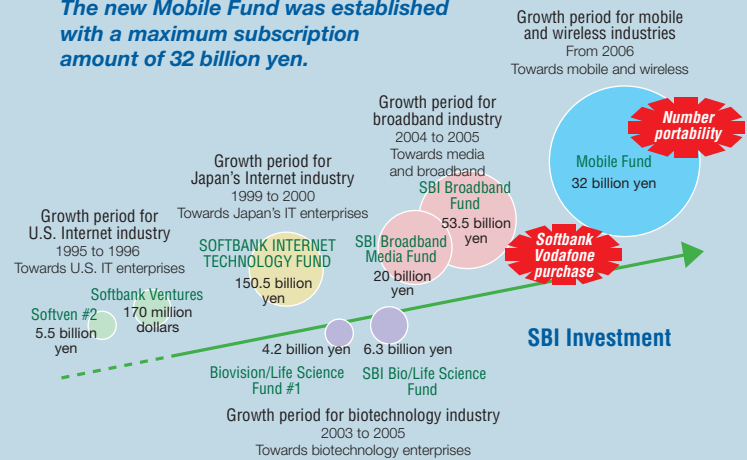 The new Mobile Fund was established
with a maximum subscription
amount of 32 billion yen.
Growth period for mobile
and wireless industries
From 2006
Towards mobile and wireless
Number
portability
Mobile Fund
32 billion yen
Growth period for
broadband industry
2004 to 2005
Towards media
and broadband
SBI Broadband
Fund
53.5 billion
yen
SBI Broadband
Media Fund
20 billion
yen
Softbank
Vodafone
purchase
Growth period for
Japan's Internet industry
1999 to 2000
Towards Japan's IT enterprises
SOFTBANK INTERNET
TECHNOLOGY FUND
150.5 billion
yen
Growth period for
U.S. Internet industry
1995 to 1996
Towards U.S. IT enterprises
Softbank Ventures
170 million
dollars
Softven #2
5.5 billion
yen
SBI Investment
4.2 billion yen
Biovision/Life Science
Fund #1
6.3 billion yen
SBI Bio/Life Science
Fund
Growth period for biotechnology industry
2003 to 2005
Towards biotechnology enterprises